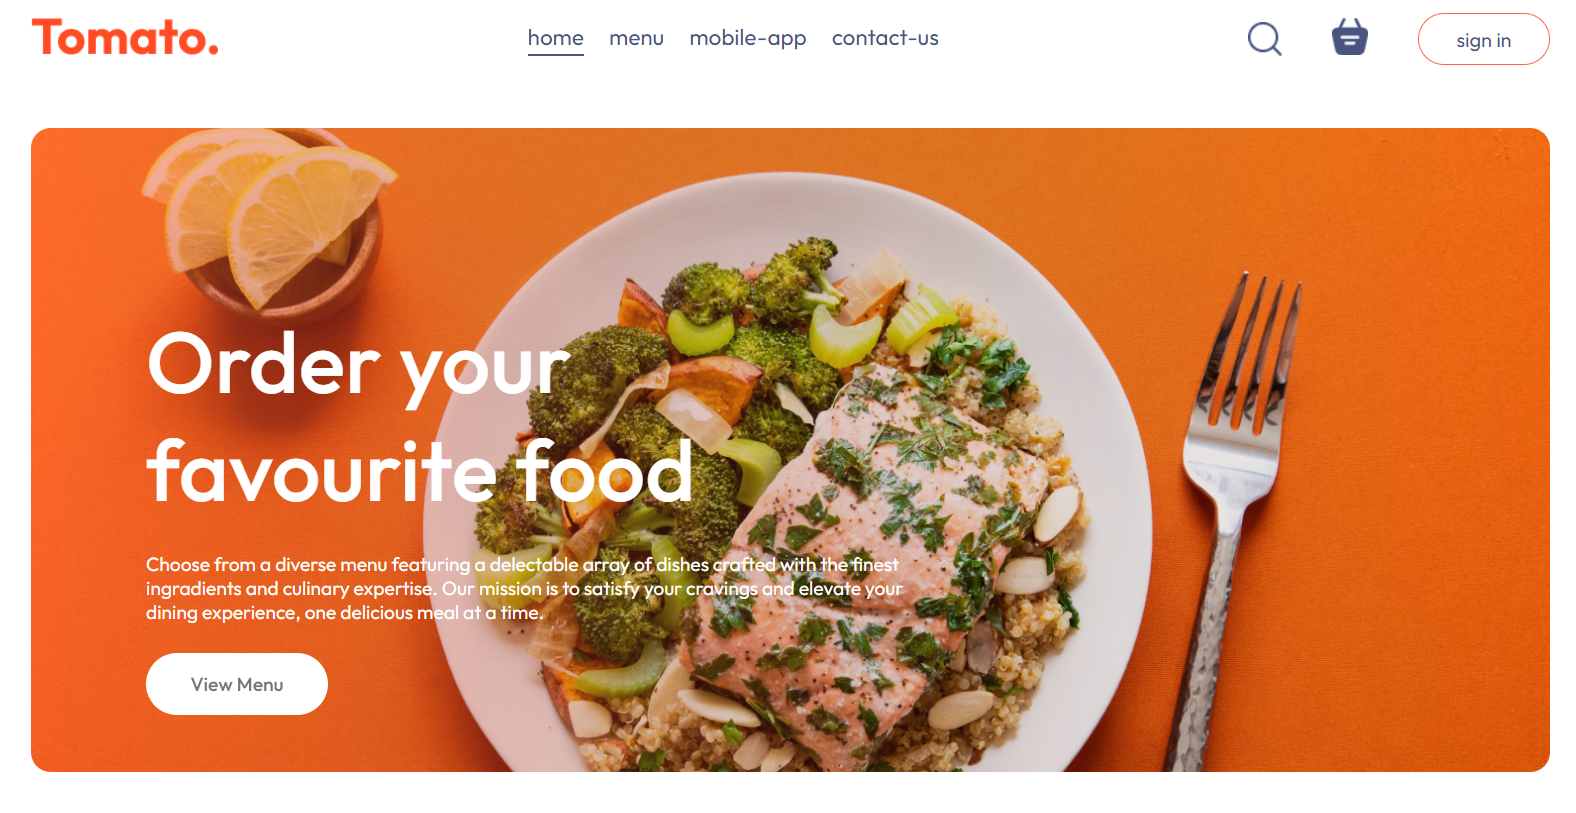 Tomato.
home menu mobile-app contact-us
sign in
Order your
favourite food
Choose from a diverse menu featuring a delectable array of dishes crafted with the finest
ingredients and culinary expertise. Our mission is to satisfy your cravings and elevate your
dining experience, one delicious meal at a time.
View Menu